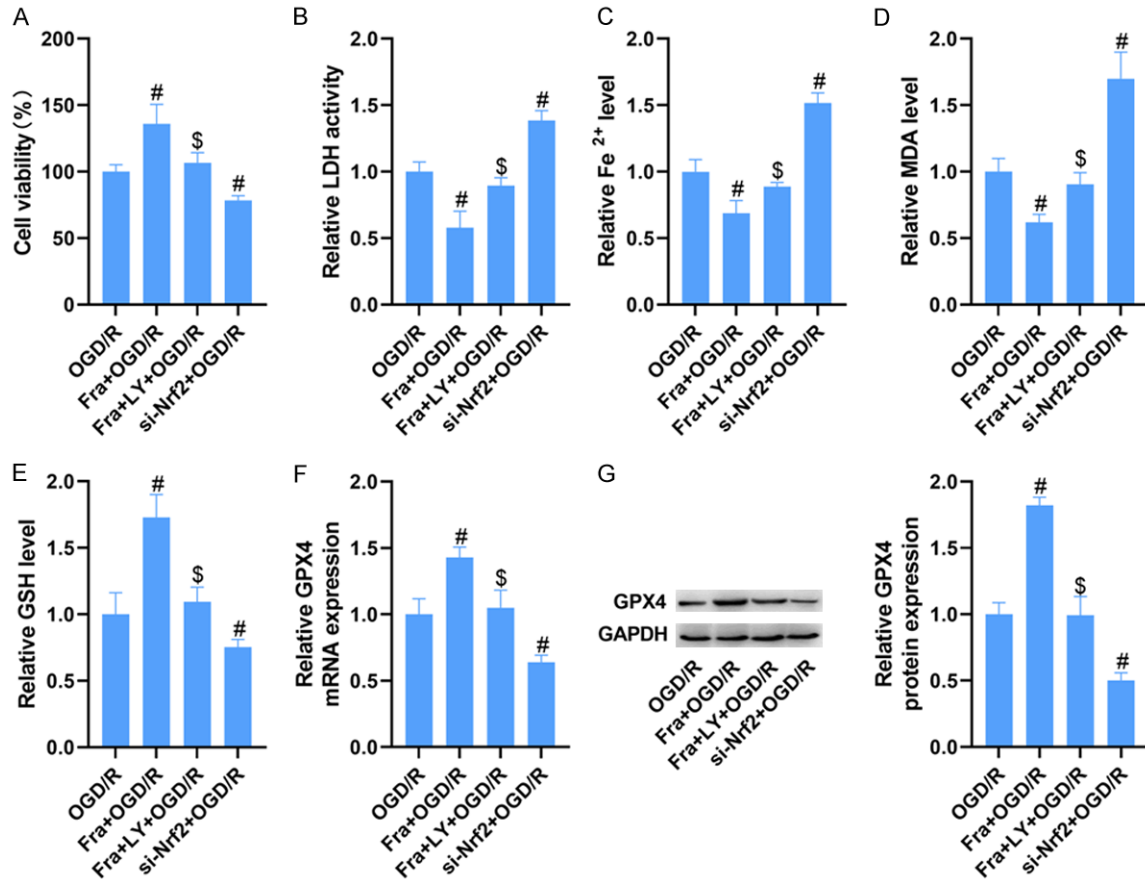 A
Cell viability (%)
200
150
100
50
0
#
$
#
OGD/R
Fra+OGD/R
Fra+LY+OGD/R
si-Nrf2+OGD/R
B
Relative LDH activity
2.0
1.5
1.0
0.5
0.0
#
$
#
OGD/R
Fra+OGD/R
Fra+LY+OGD/R
si-Nrf2+OGD/R
C
Relative Fe 2+ level
2.0
1.5
1.0
0.5
0.0
#
$
#
OGD/R
Fra+OGD/R
Fra+LY+OGD/R
si-Nrf2+OGD/R
D
Relative MDA level
2.0
1.5
1.0
0.5
0.0
#
$
#
OGD/R
Fra+OGD/R
Fra+LY+OGD/R
si-Nrf2+OGD/R
E
Relative GSH level
2.0
1.5
1.0
0.5
0.0
#
$
#
OGD/R
Fra+OGD/R
Fra+LY+OGD/R
si-Nrf2+OGD/R
F
Relative GPX4
mRNA expression
2.0
1.5
1.0
0.5
0.0
#
$
#
OGD/R
Fra+OGD/R
Fra+LY+OGD/R
si-Nrf2+OGD/R
G
GPX4
GAPDH
OGD/R
Fra+OGD/R
Fra+LY+OGD/R
si-Nrf2+OGD/R
Relative GPX4
protein expression
2.0
1.5
1.0
0.5
0.0
#
$
#
OGD/R
Fra+OGD/R
Fra+LY+OGD/R
si-Nrf2+OGD/R